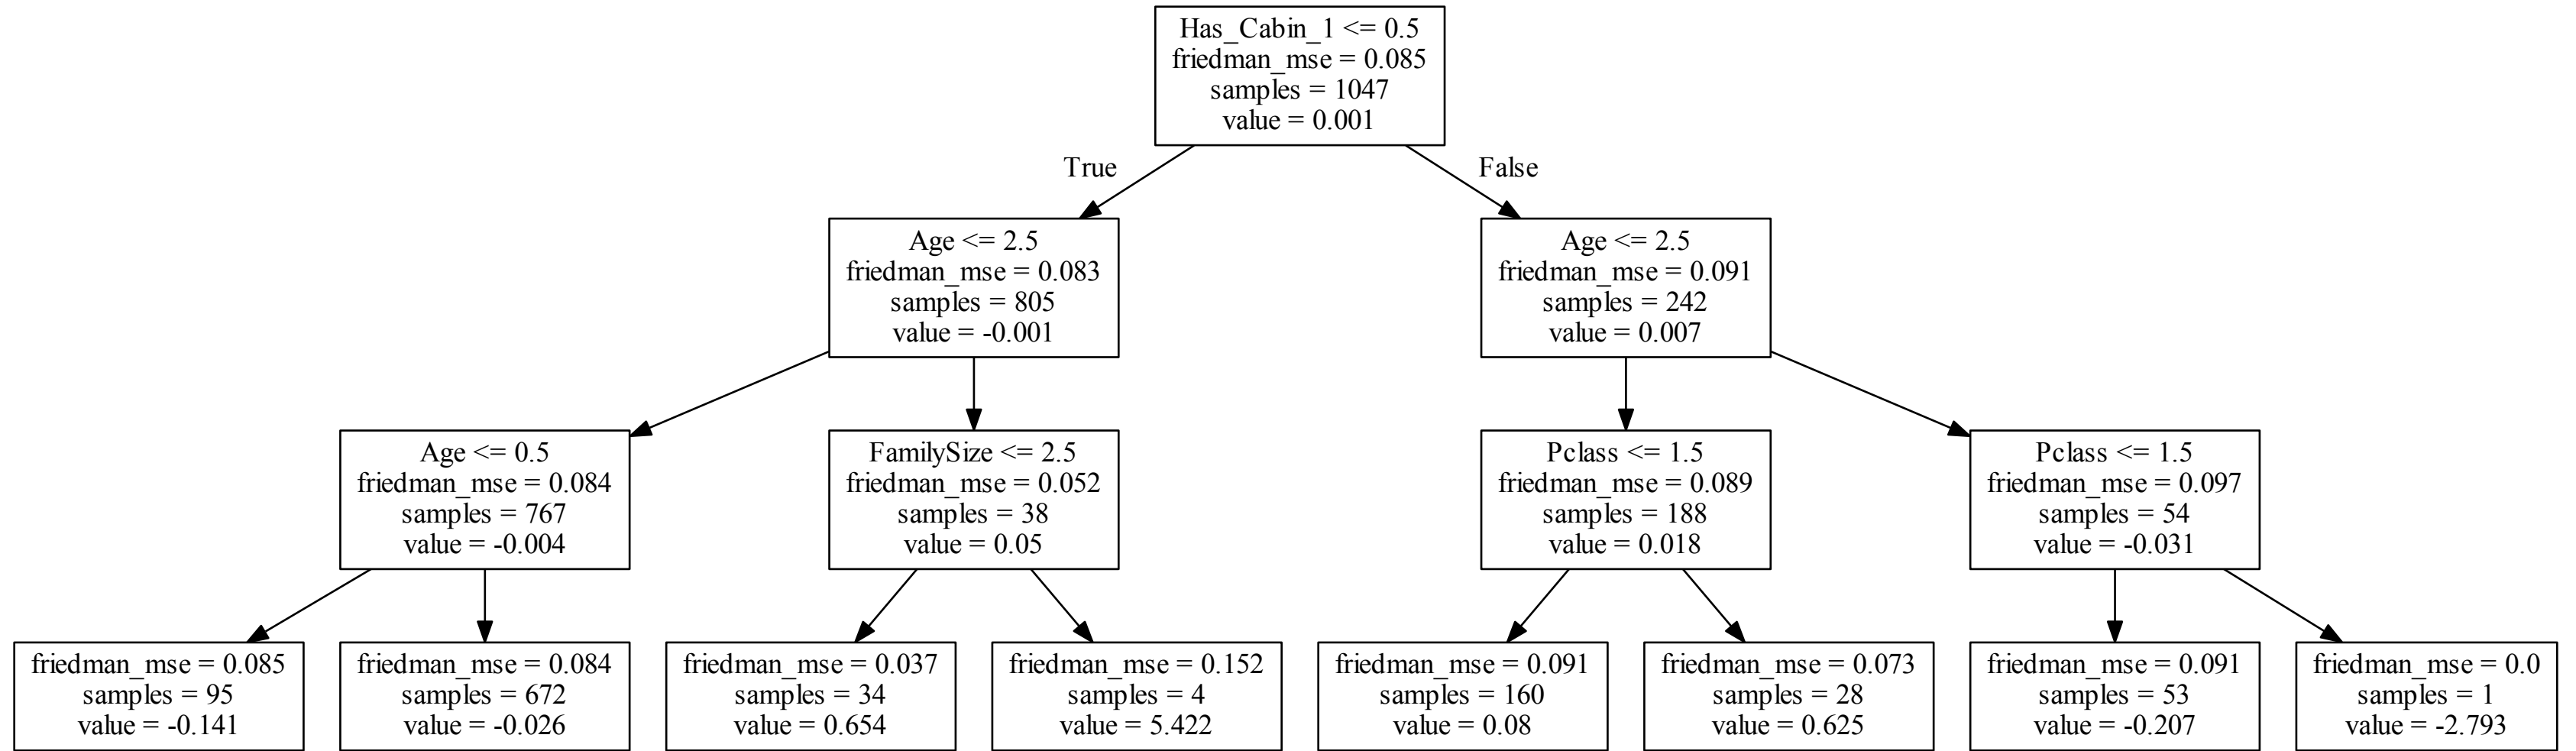 Has_Cabin_1 <= 0.5
friedman_mse = 0.085
samples = 1047
value = 0.001
True
False
Age <= 2.5
friedman_mse = 0.083
samples = 805
value = -0.001
Age <= 2.5
friedman_mse = 0.091
samples = 242
value = 0.007
Age <= 0.5
friedman_mse = 0.084
samples = 767
value = -0.004
FamilySize <= 2.5
friedman_mse = 0.052
samples = 38
value = 0.05
Pclass <= 1.5
friedman_mse = 0.089
samples = 188
value = 0.018
Pclass <= 1.5
friedman_mse = 0.097
samples = 54
value = -0.031
friedman_mse = 0.085
samples = 95
value = -0.141
friedman_mse = 0.084
samples = 672
value = -0.026
friedman_mse = 0.037
samples = 34
value = 0.654
friedman_mse = 0.152
samples = 4
value = 5.422
friedman_mse = 0.091
samples = 160
value = 0.08
friedman_mse = 0.073
samples = 28
value = 0.625
friedman_mse = 0.091
samples = 53
value = -0.207
friedman_mse = 0.0
samples = 1
value = -2.793